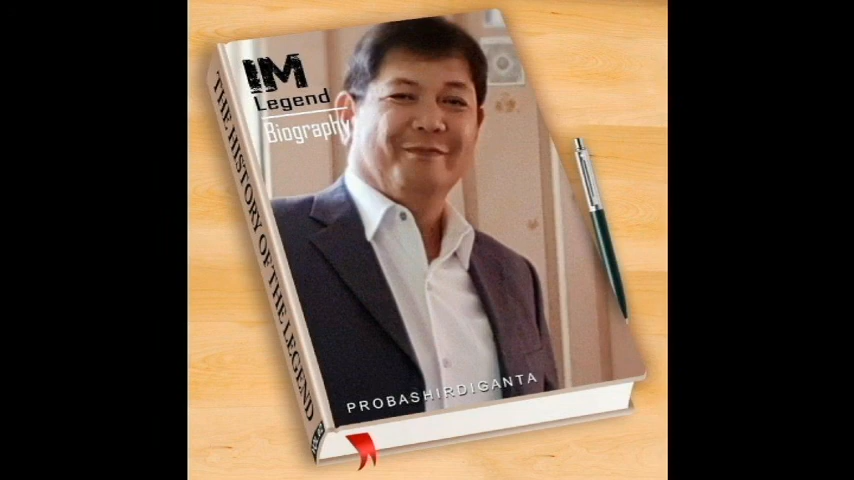 IM
Legend
Biography
THE HISTORY OF THE LEGEND
PROBASHIRDIGANTA